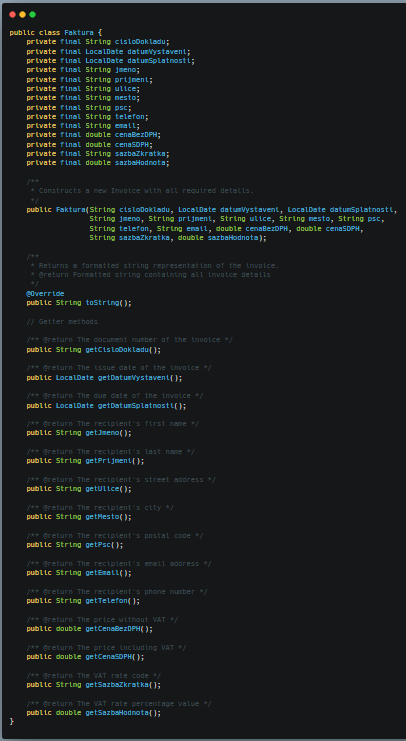 public class Faktura {
    private final String cisloDokladu;
    private final LocalDate datumVystaveni;
    private final LocalDate datumSplatnosti;
    private final String jmeno;
    private final String prijmeni;
    private final String ulice;
    private final String mesto;
    private final String psc;
    private final String telefon;
    private final String email;
    private final double cenaBezDPH;
    private final double cenaSDPH;
    private final String sazbaZkratka;
    private final double sazbaHodnota;
    /**
     * Constructs a new Invoice with all required details.
     */
    public Faktura(String cisloDokladu, LocalDate datumVystaveni, LocalDate datumSplatnosti,
                   String jmeno, String prijmeni, String ulice, String mesto, String psc,
                   String telefon, String email, double cenaBezDPH, double cenaSDPH,
                   String sazbaZkratka, double sazbaHodnota);
    /**
     * Returns a formatted string representation of the invoice.
     * @return Formatted string containing all invoice details
     */
    @Override
    public String toString();
    // Getter methods
    /** @return The document number of the invoice */
    public String getCisloDokladu();
    /** @return The issue date of the invoice */
    public LocalDate getDatumVystaveni();
    /** @return The due date of the invoice */
    public LocalDate getDatumSplatnosti();
    /** @return The recipient's first name */
    public String getJmeno();
    /** @return The recipient's last name */
    public String getPrijmeni();
    /** @return The recipient's street address */
    public String getUlice();
    /** @return The recipient's city */
    public String getMesto();
    /** @return The recipient's postal code */
    public String getPsc();
    /** @return The recipient's email address */
    public String getEmail();
    /** @return The recipient's phone number */
    public String getTelefon();
    /** @return The price without VAT */
    public double getCenaBezDPH();
    /** @return The price including VAT */
    public double getCenaSDPH();
    /** @return The VAT rate code */
    public String getSazbaZkratka();
    /** @return The VAT rate percentage value */
    public double getSazbaHodnota();
}